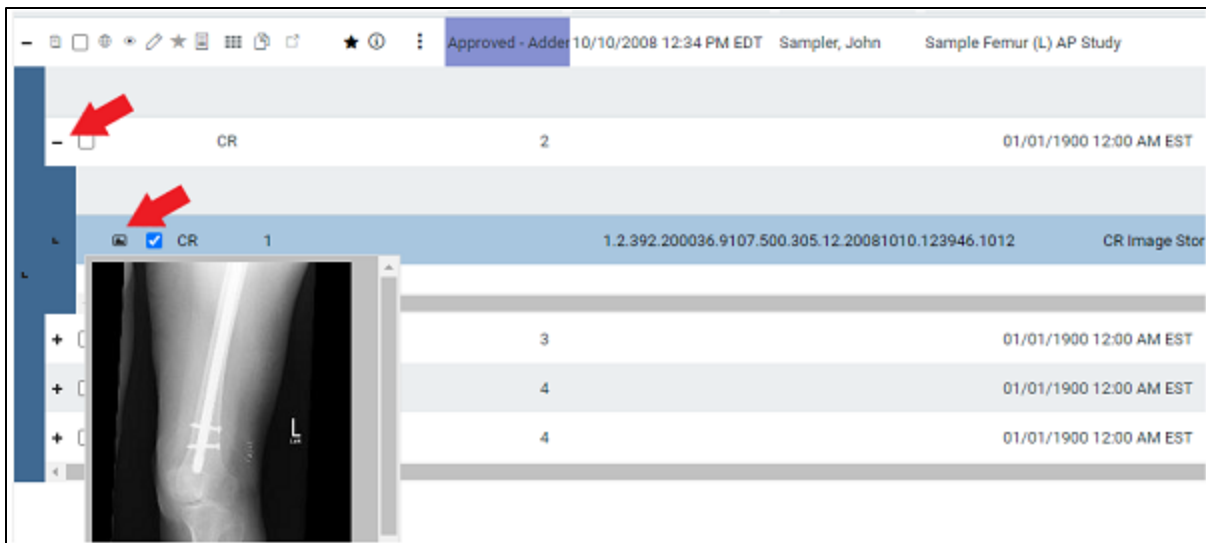 Approved - Adder 10/10/2008 12:34 PM EDT Sampler, John Sample Femur (L) AP Study
CR 2 01/01/1900 12:00 AM EST
CR 1 1.2.392.200036.9107.500.305.12.20081010.123946.1012 CR Image Stor
L
3 01/01/1900 12:00 AM EST
4 01/01/1900 12:00 AM EST
4 01/01/1900 12:00 AM EST